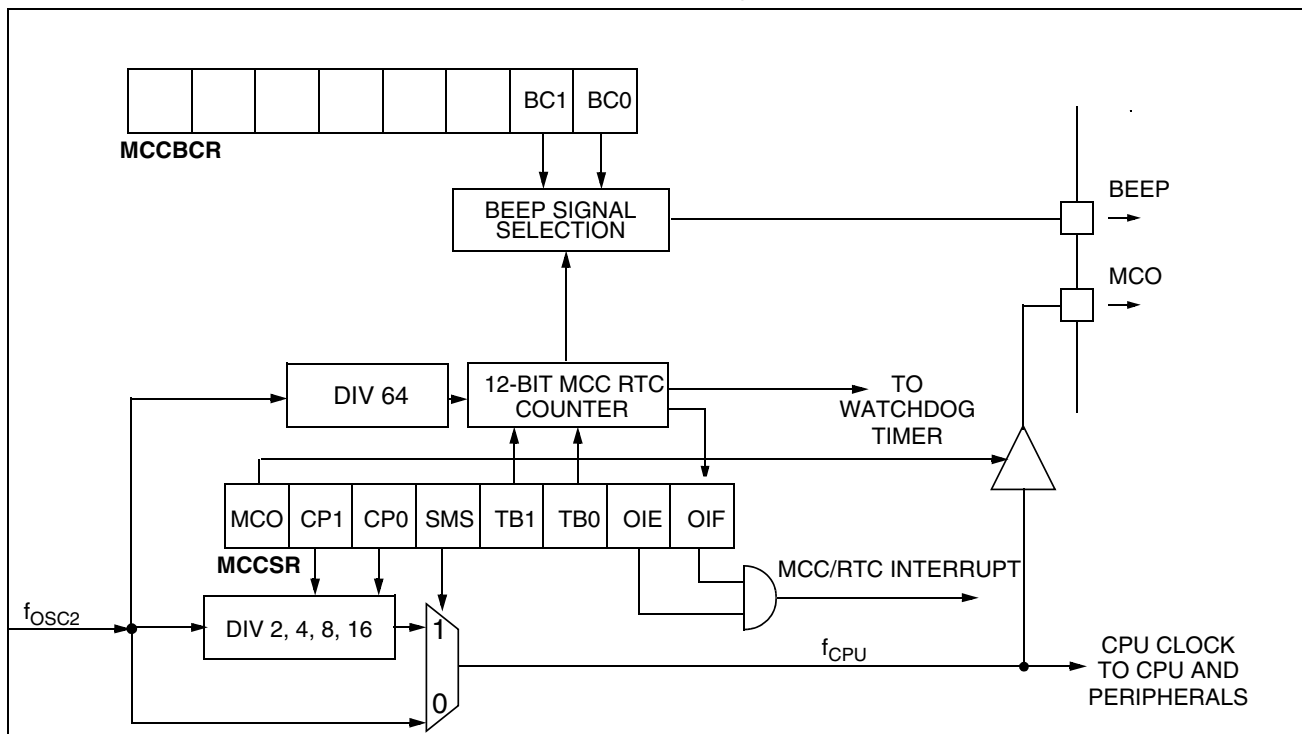 BC1 BC0
MCCBCR
BEEP SIGNAL
SELECTION
BEEP
MCO
DIV 64
12-BIT MCC RTC
COUNTER
TO
WATCHDOG
TIMER
MCO CP1 CP0 SMS TB1 TB0 OIE OIF
MCCSR
MCC/RTC INTERRUPT
fOSC2
DIV 2, 4, 8, 16
1
0
fCPU
CPU CLOCK
TO CPU AND
PERIPHERALS